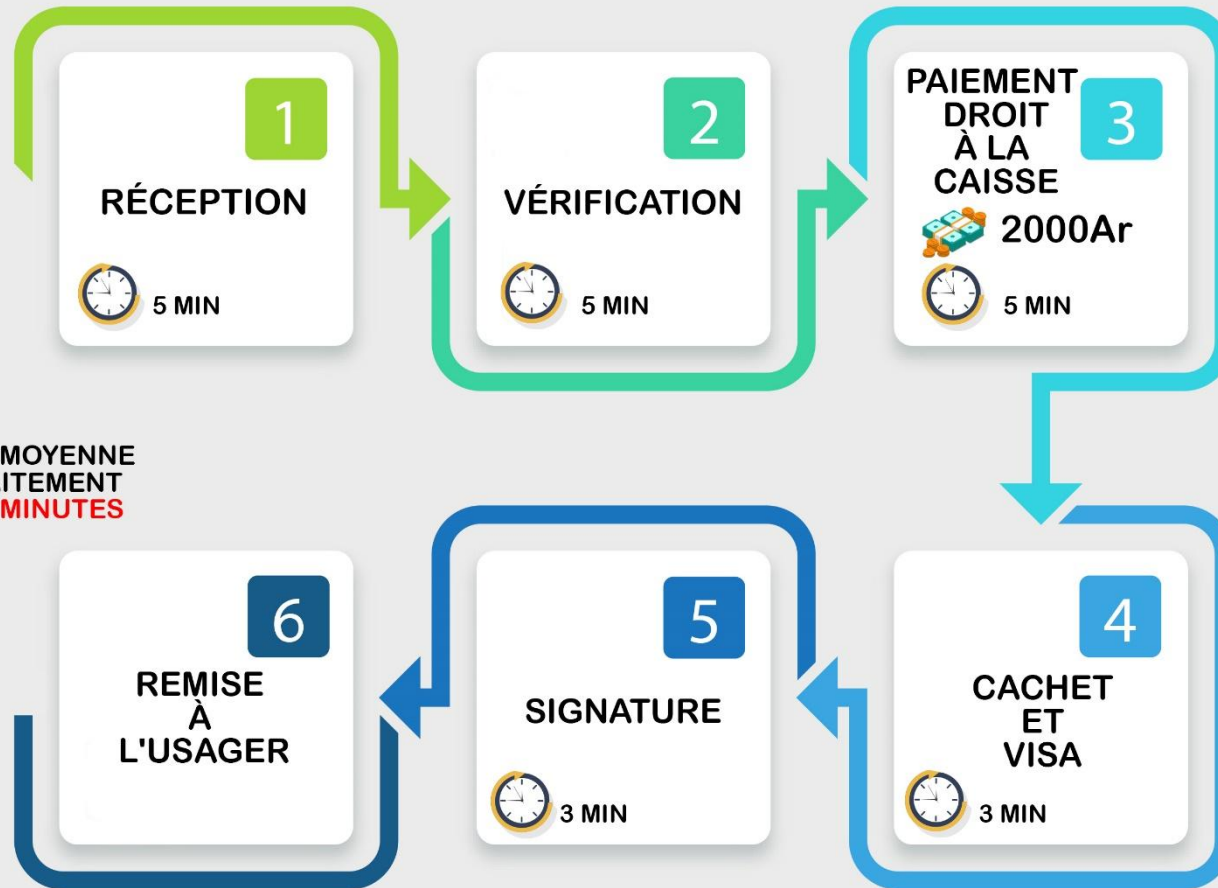 1
RÉCEPTION
5 MIN
2
VÉRIFICATION
5 MIN
3
PAIEMENT
DROIT
À LA
CAISSE
2000Ar
5 MIN
MOYENNE
MINUTES
4
CACHET
ET
VISA
3 MIN
5
SIGNATURE
3 MIN
6
REMISE
À
L'USAGER